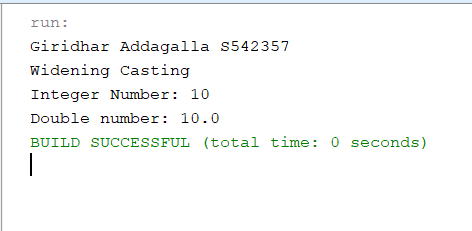 run:
Giridhar Addagalla S542357
Widening Casting
Integer Number: 10
Double number: 10.0
BUILD SUCCESSFUL (total time: 0 seconds)